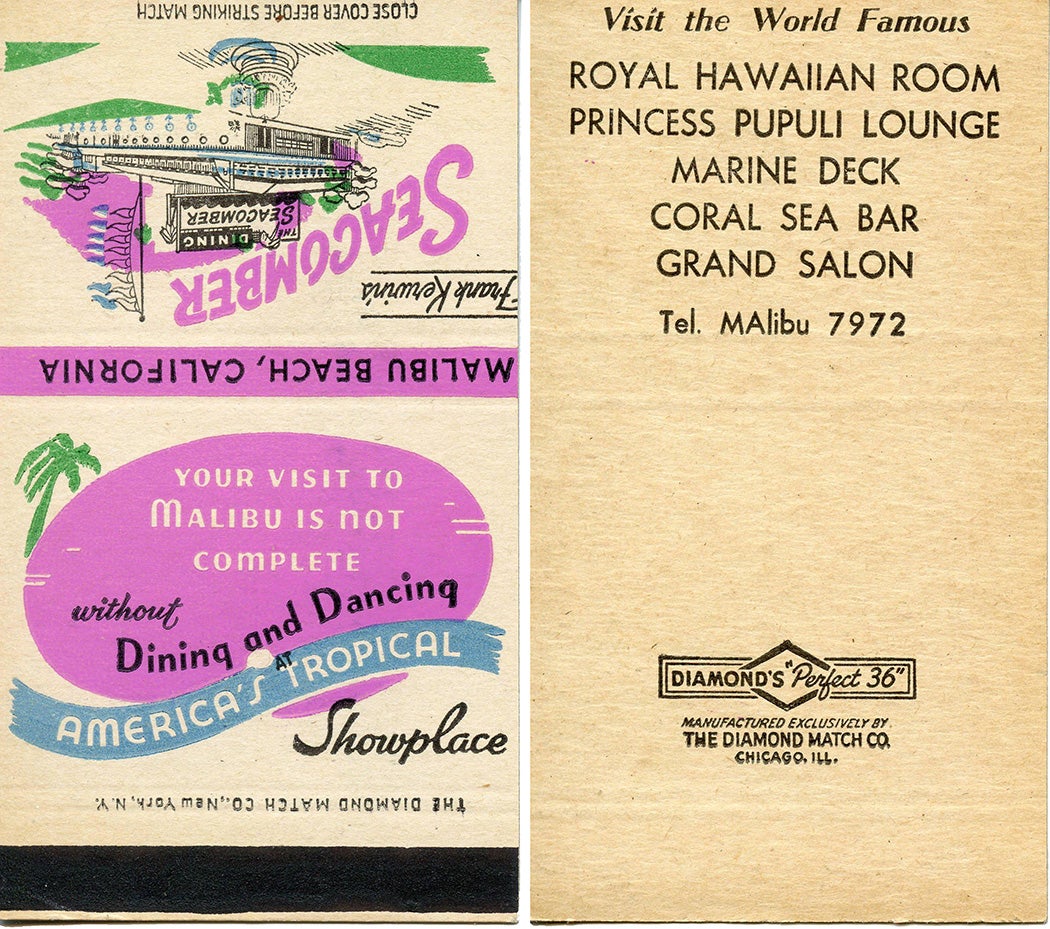 CLOSE COVER BEFORE STRIKING MATCH
Frank Kerwin's
SEACOMBER
DINING
THE
SEACOMBER
MALIBU BEACH, CALIFORNIA
YOUR VISIT TO
MALIBU IS NOT
COMPLETE
without
Dining and Dancing
AT
AMERICA'S TROPICAL
Showplace
THE DIAMOND MATCH CO., New York, N.Y.
Visit the World Famous
ROYAL HAWAIIAN ROOM
PRINCESS PUPULI LOUNGE
MARINE DECK
CORAL SEA BAR
GRAND SALON
Tel. MAlibu 7972
DIAMOND'S "Perfect 36"
MANUFACTURED EXCLUSIVELY BY
THE DIAMOND MATCH CO.
CHICAGO, ILL.